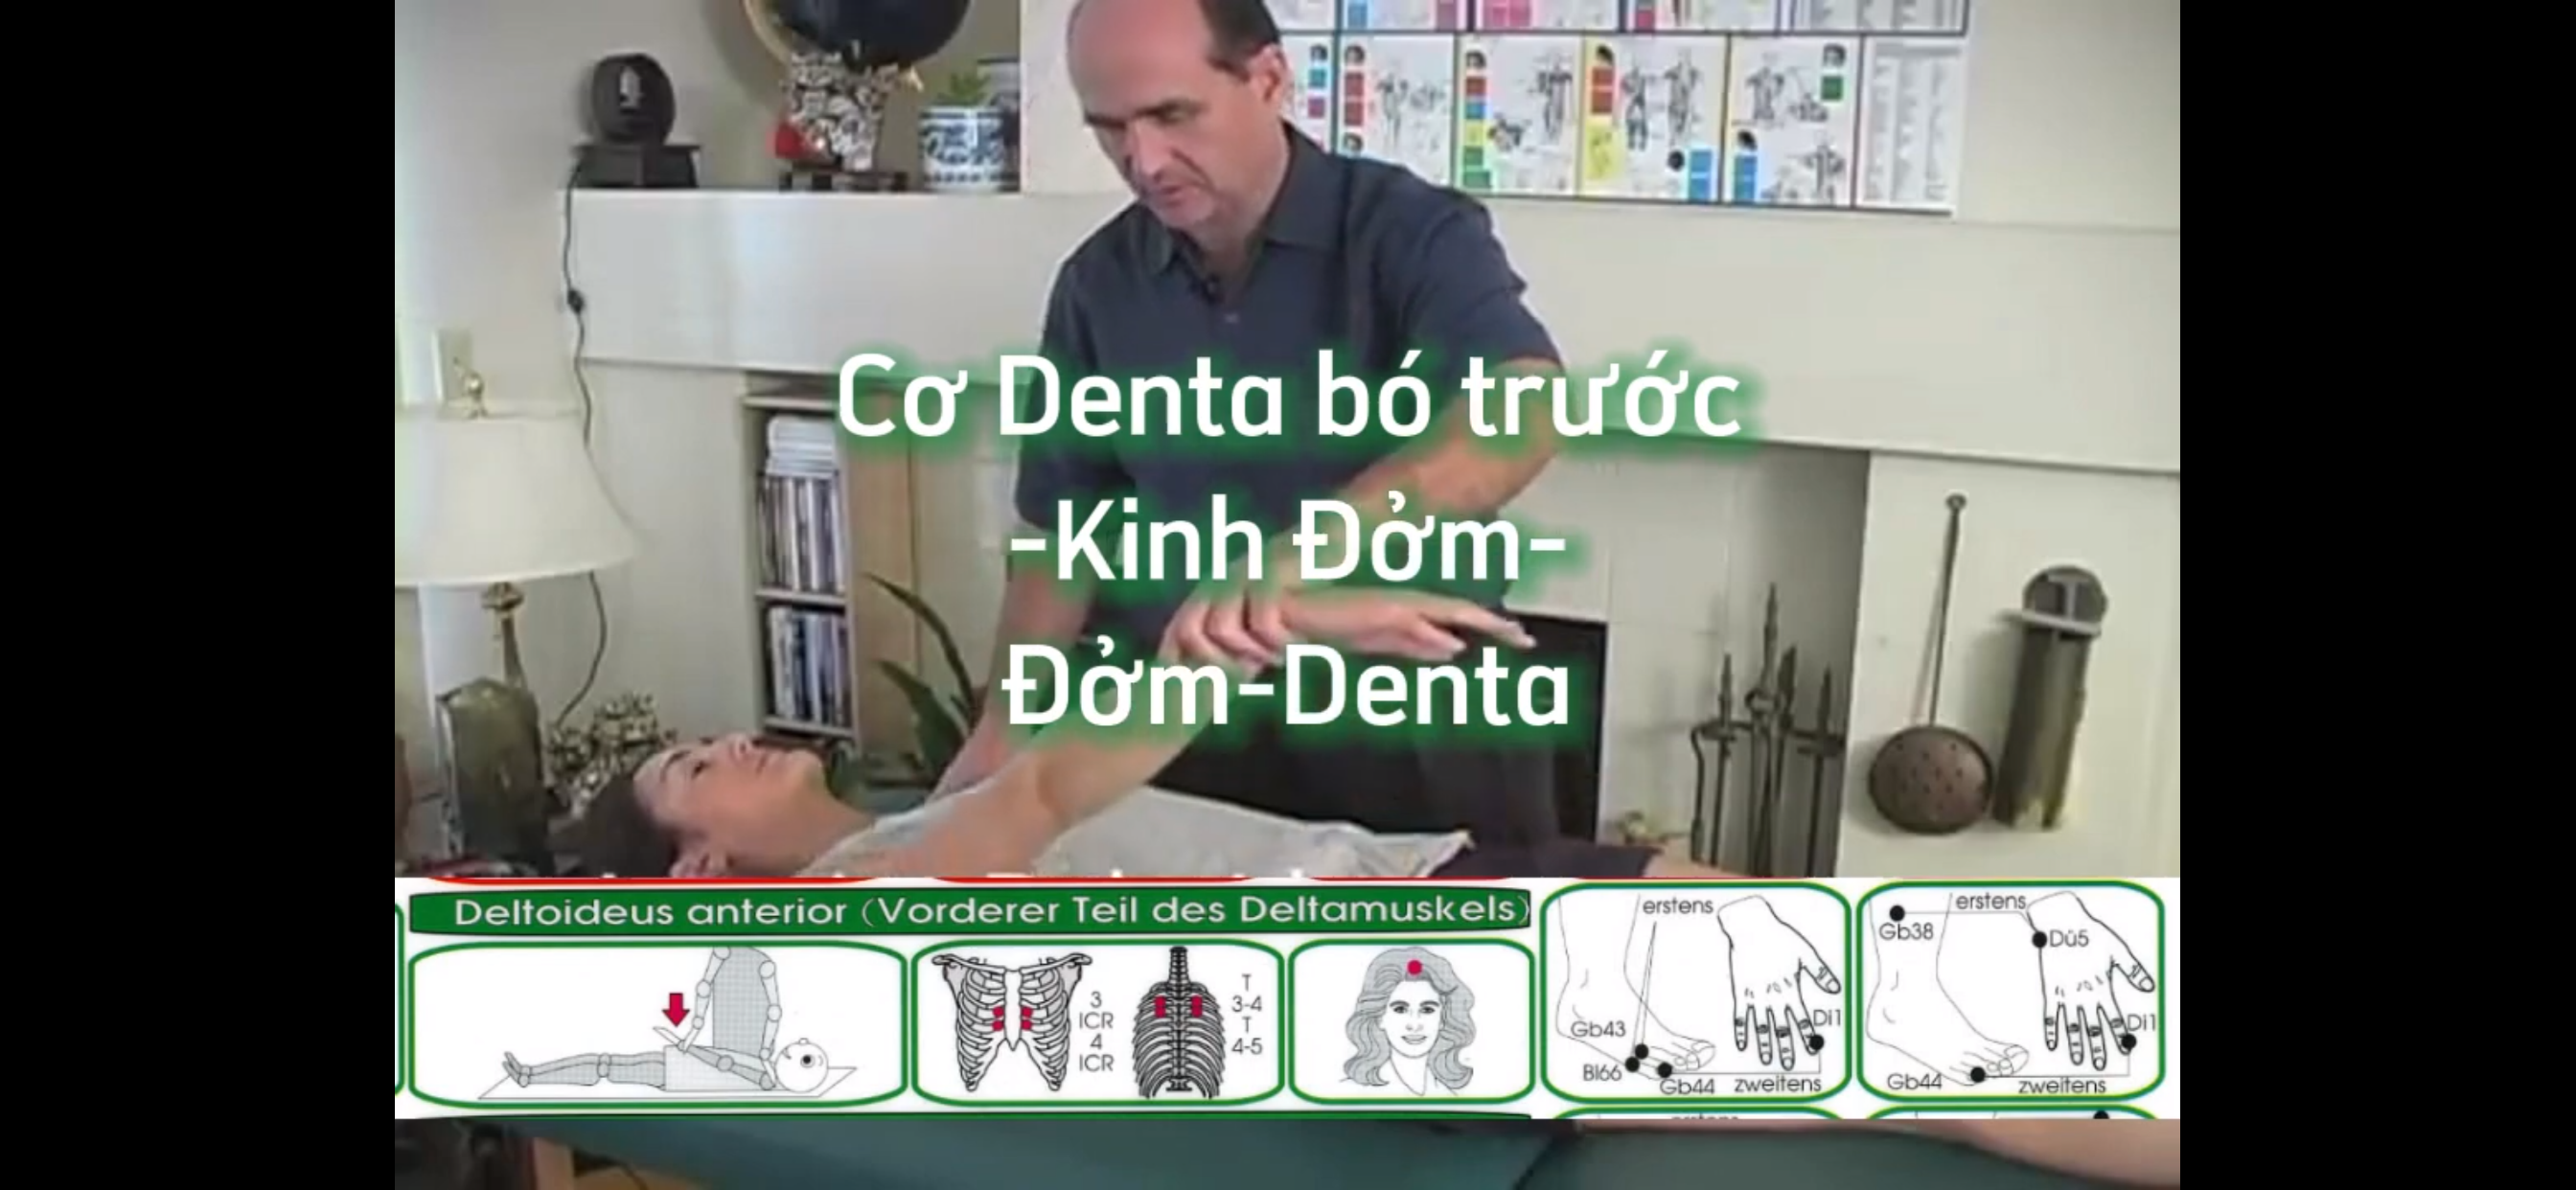 Cơ Denta bó trước
-Kinh Đởm-
Đởm-Denta
Deltoideus anterior (Vorderer Teil des Deltamuskels)
3
ICR
4
ICR
T
3-4
T
4-5
erstens
Gb43
Bl66
Gb44
zweitens
Di1
erstens
Gb38
Dü5
Di1
Gb44
zweitens